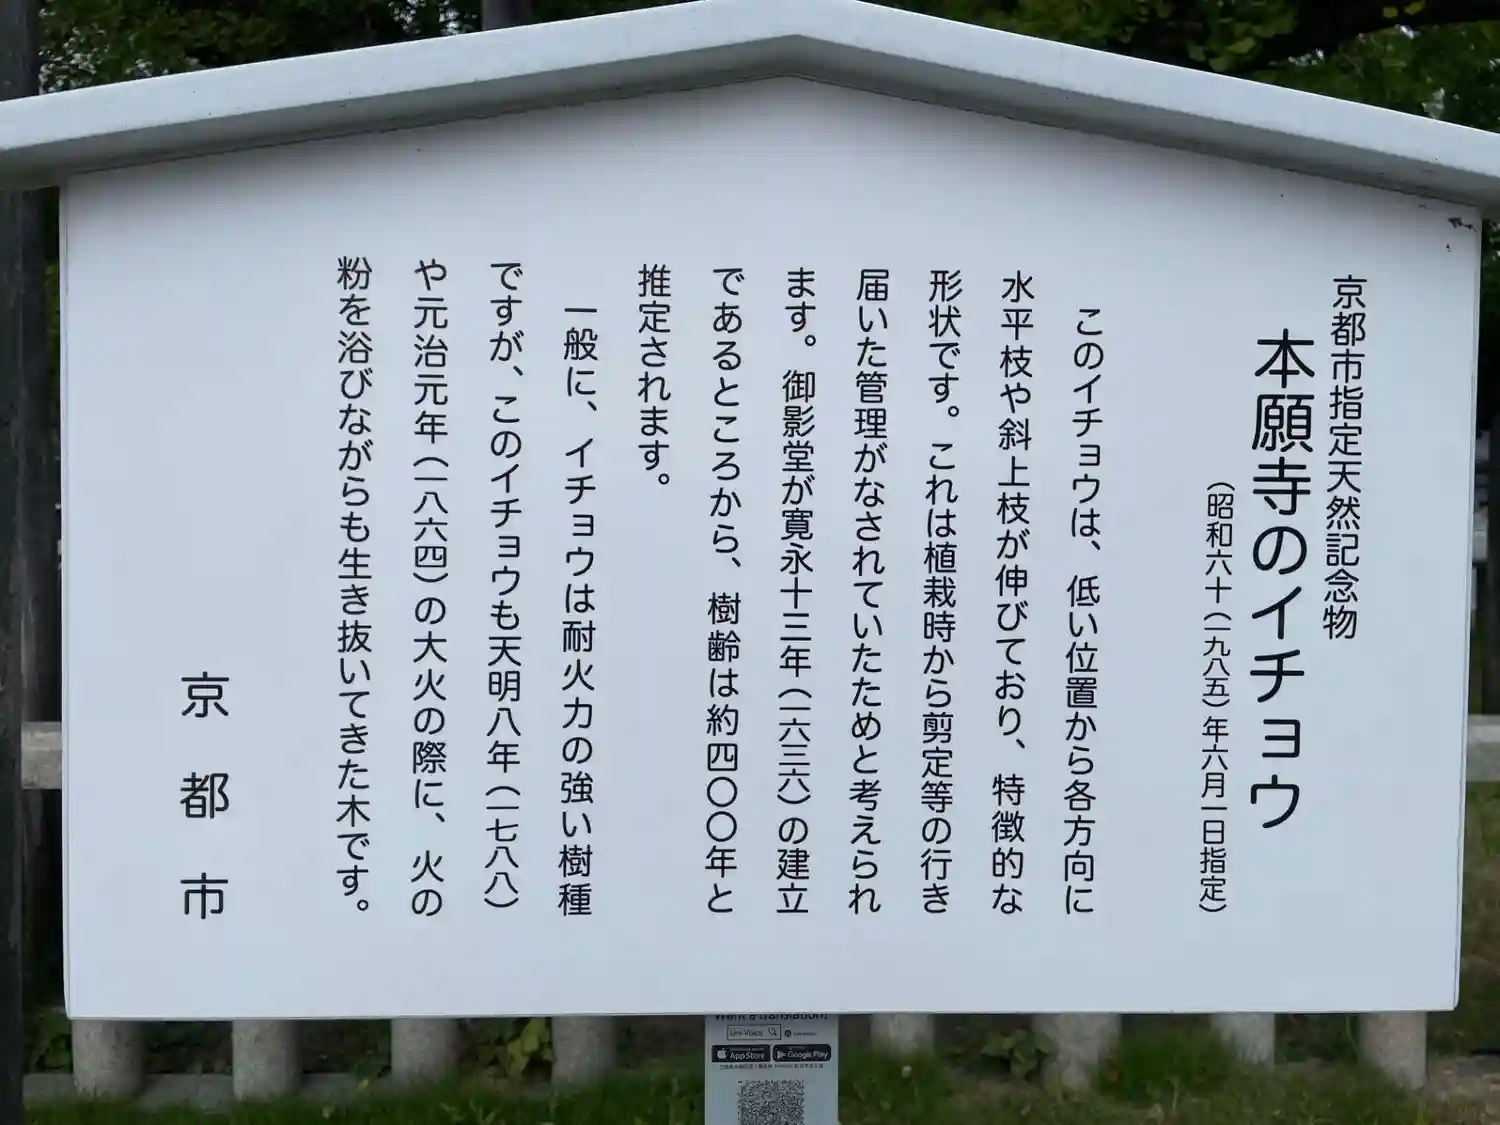 京都市指定天然記念物
本願寺のイチョウ
（昭和六十（一九八五）年六月一日指定）
このイチョウは、低い位置から各方向に
水平枝や斜上枝が伸びており、特徴的な
形状です。これは植栽時から剪定等の行き
届いた管理がなされていたためと考えられ
ます。御影堂が寛永十三年（一六三六）の建立
であるところから、樹齢は約四〇〇年と
推定されます。
一般に、イチョウは耐火力の強い樹種
ですが、このイチョウも天明八年（一七八八）
や元治元年（一八六四）の大火の際に、火の
粉を浴びながらも生き抜いてきた木です。
京都市
Want a translation?
Uni-Voice
App Store
Google Play